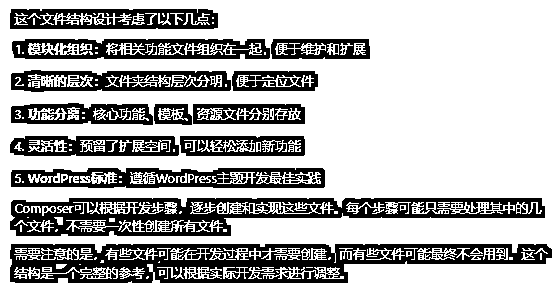 这个文件结构设计考虑了以下几点：
1. 模块化组织：将相关功能文件组织在一起，便于维护和扩展
2. 清晰的层次：文件夹结构层次分明，便于定位文件
3. 功能分离：核心功能、模板、资源文件分别存放
4. 灵活性：预留了扩展空间，可以轻松添加新功能
5. WordPress标准：遵循WordPress主题开发最佳实践
Composer可以根据开发步骤，逐步创建和实现这些文件。每个步骤可能只需要处理其中的几
个文件，不需要一次性创建所有文件。
需要注意的是，有些文件可能在开发过程中才需要创建，而有些文件可能最终不会用到。这个
结构是一个完整的参考，可以根据实际开发需求进行调整。